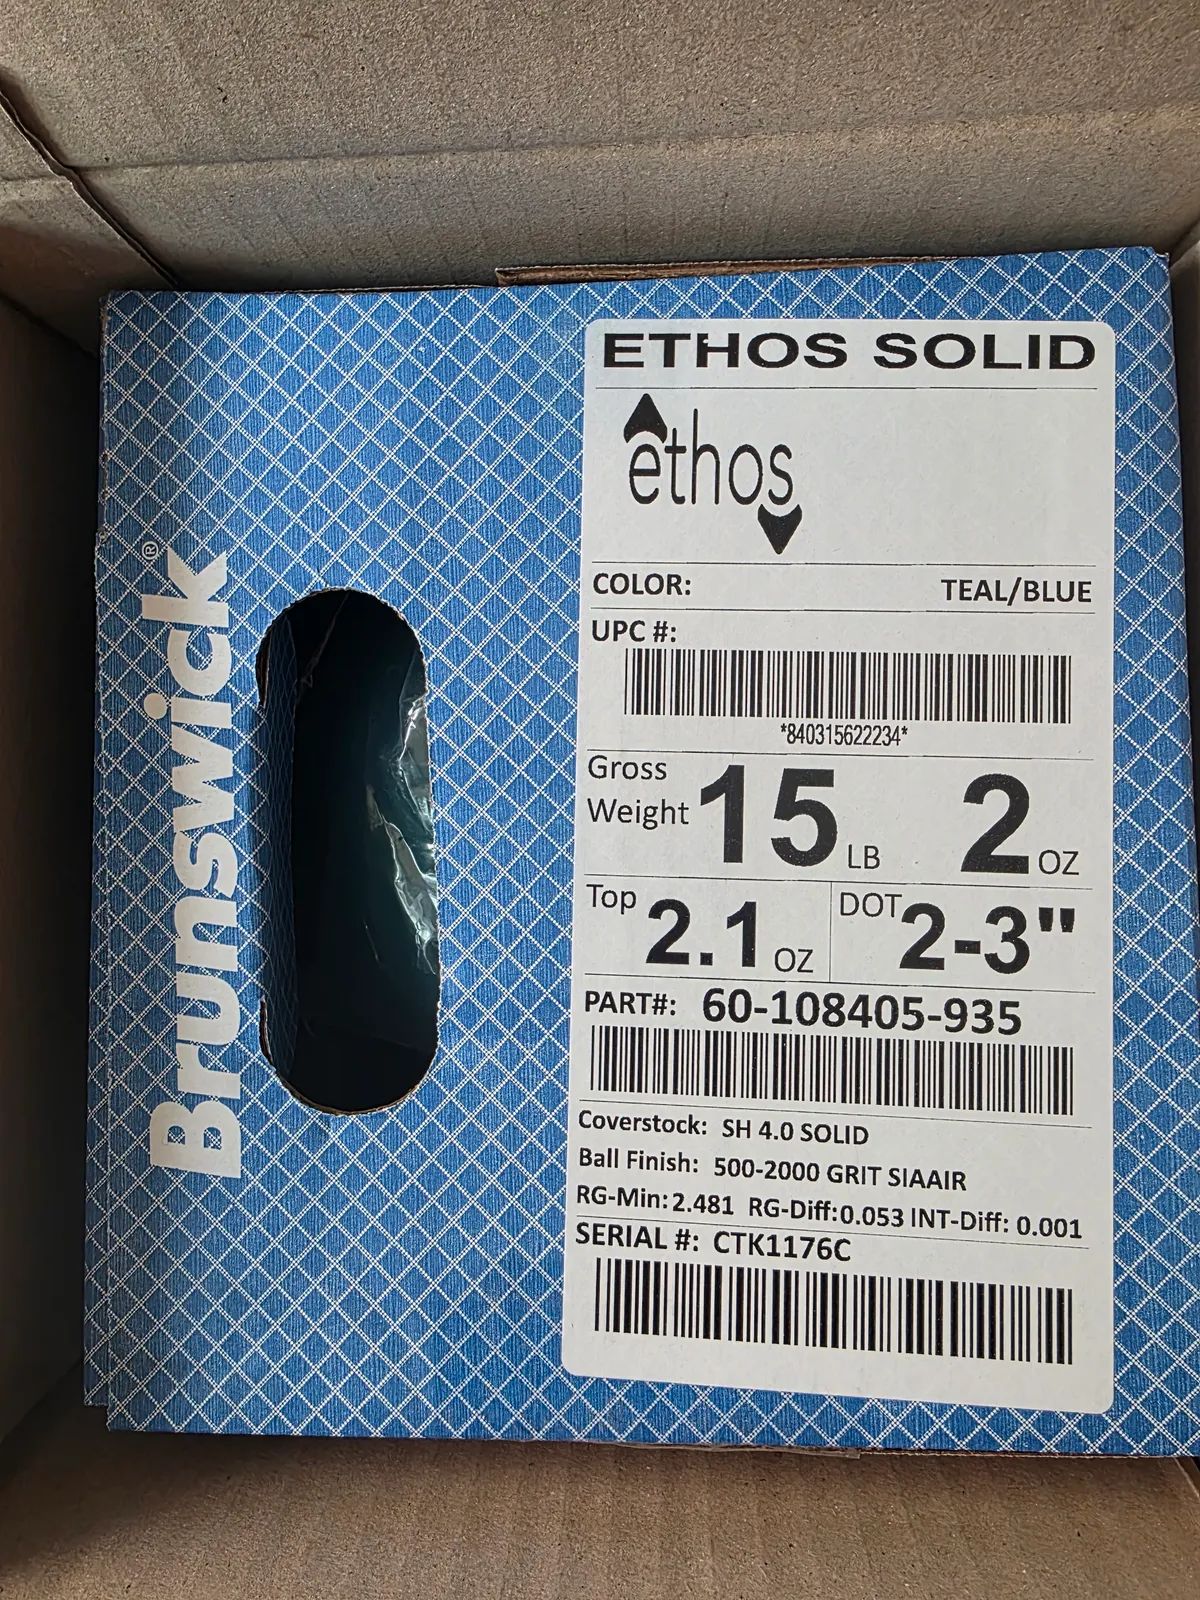 Brunswick®
ETHOS SOLID
ethos
COLOR: TEAL/BLUE
UPC #:
*840315622234*
Gross Weight 15 LB 2 OZ
Top 2.1 OZ DOT 2-3"
PART#: 60-108405-935
Coverstock: SH 4.0 SOLID
Ball Finish: 500-2000 GRIT SIAAIR
RG-Min: 2.481 RG-Diff: 0.053 INT-Diff: 0.001
SERIAL #: CTK1176C